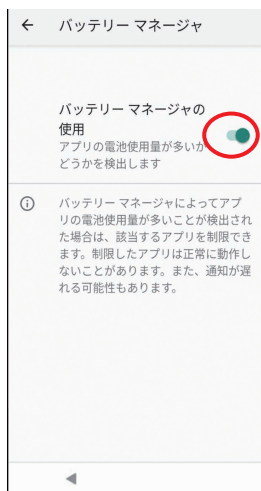 バッテリー マネージャ
バッテリー マネージャの
使用
アプリの電池使用量が多いか
どうかを検出します
バッテリー マネージャによってアプ
リの電池使用量が多いことが検出され
た場合は、該当するアプリを制限でき
ます。制限したアプリは正常に動作し
ないことがあります。また、通知が遅
れる可能性もあります。